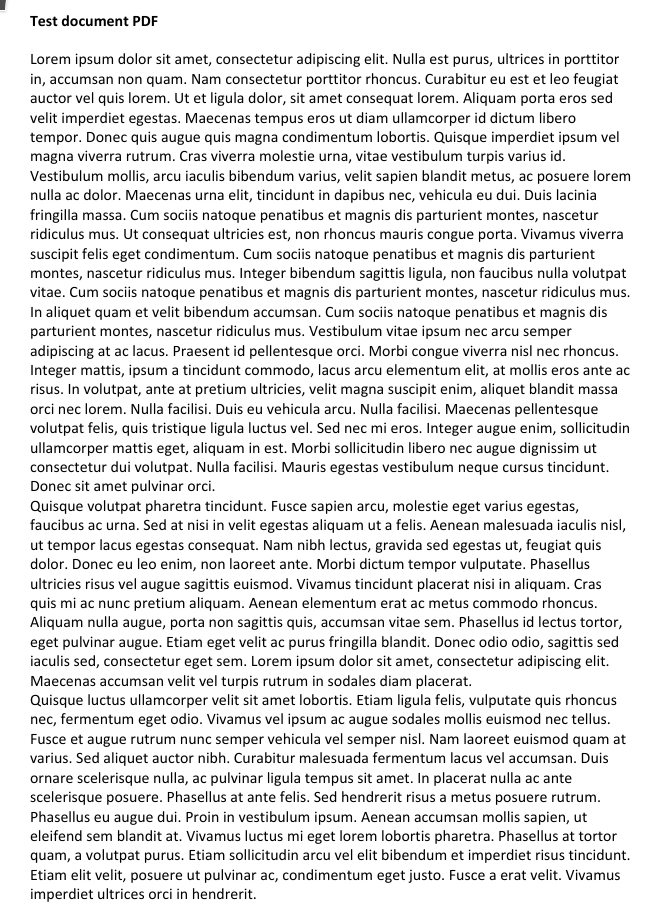 Test document PDF
Lorem ipsum dolor sit amet, consectetur adipiscing elit. Nulla est purus, ultrices in porttitor
in, accumsan non quam. Nam consectetur porttitor rhoncus. Curabitur eu est et leo feugiat
auctor vel quis lorem. Ut et ligula dolor, sit amet consequat lorem. Aliquam porta eros sed
velit imperdiet egestas. Maecenas tempus eros ut diam ullamcorper id dictum libero
tempor. Donec quis augue quis magna condimentum lobortis. Quisque imperdiet ipsum vel
magna viverra rutrum. Cras viverra molestie urna, vitae vestibulum turpis varius id.
Vestibulum mollis, arcu iaculis bibendum varius, velit sapien blandit metus, ac posuere lorem
nulla ac dolor. Maecenas urna elit, tincidunt in dapibus nec, vehicula eu dui. Duis lacinia
fringilla massa. Cum sociis natoque penatibus et magnis dis parturient montes, nascetur
ridiculus mus. Ut consequat ultricies est, non rhoncus mauris congue porta. Vivamus viverra
suscipit felis eget condimentum. Cum sociis natoque penatibus et magnis dis parturient
montes, nascetur ridiculus mus. Integer bibendum sagittis ligula, non faucibus nulla volutpat
vitae. Cum sociis natoque penatibus et magnis dis parturient montes, nascetur ridiculus mus.
In aliquet quam et velit bibendum accumsan. Cum sociis natoque penatibus et magnis dis
parturient montes, nascetur ridiculus mus. Vestibulum vitae ipsum nec arcu semper
adipiscing at ac lacus. Praesent id pellentesque orci. Morbi congue viverra nisl nec rhoncus.
Integer mattis, ipsum a tincidunt commodo, lacus arcu elementum elit, at mollis eros ante ac
risus. In volutpat, ante at pretium ultricies, velit magna suscipit enim, aliquet blandit massa
orci nec lorem. Nulla facilisi. Duis eu vehicula arcu. Nulla facilisi. Maecenas pellentesque
volutpat felis, quis tristique ligula luctus vel. Sed nec mi eros. Integer augue enim, sollicitudin
ullamcorper mattis eget, aliquam in est. Morbi sollicitudin libero nec augue dignissim ut
consectetur dui volutpat. Nulla facilisi. Mauris egestas vestibulum neque cursus tincidunt.
Donec sit amet pulvinar orci.
Quisque volutpat pharetra tincidunt. Fusce sapien arcu, molestie eget varius egestas,
faucibus ac urna. Sed at nisi in velit egestas aliquam ut a felis. Aenean malesuada iaculis nisl,
ut tempor lacus egestas consequat. Nam nibh lectus, gravida sed egestas ut, feugiat quis
dolor. Donec eu leo enim, non laoreet ante. Morbi dictum tempor vulputate. Phasellus
ultricies risus vel augue sagittis euismod. Vivamus tincidunt placerat nisi in aliquam. Cras
quis mi ac nunc pretium aliquam. Aenean elementum erat ac metus commodo rhoncus.
Aliquam nulla augue, porta non sagittis quis, accumsan vitae sem. Phasellus id lectus tortor,
eget pulvinar augue. Etiam eget velit ac purus fringilla blandit. Donec odio odio, sagittis sed
iaculis sed, consectetur eget sem. Lorem ipsum dolor sit amet, consectetur adipiscing elit.
Maecenas accumsan velit vel turpis rutrum in sodales diam placerat.
Quisque luctus ullamcorper velit sit amet lobortis. Etiam ligula felis, vulputate quis rhoncus
nec, fermentum eget odio. Vivamus vel ipsum ac augue sodales mollis euismod nec tellus.
Fusce et augue rutrum nunc semper vehicula vel semper nisl. Nam laoreet euismod quam at
varius. Sed aliquet auctor nibh. Curabitur malesuada fermentum lacus vel accumsan. Duis
ornare scelerisque nulla, ac pulvinar ligula tempus sit amet. In placerat nulla ac ante
scelerisque posuere. Phasellus at ante felis. Sed hendrerit risus a metus posuere rutrum.
Phasellus eu augue dui. Proin in vestibulum ipsum. Aenean accumsan mollis sapien, ut
eleifend sem blandit at. Vivamus luctus mi eget lorem lobortis pharetra. Phasellus at tortor
quam, a volutpat purus. Etiam sollicitudin arcu vel elit bibendum et imperdiet risus tincidunt.
Etiam elit velit, posuere ut pulvinar ac, condimentum eget justo. Fusce a erat velit. Vivamus
imperdiet ultrices orci in hendrerit.